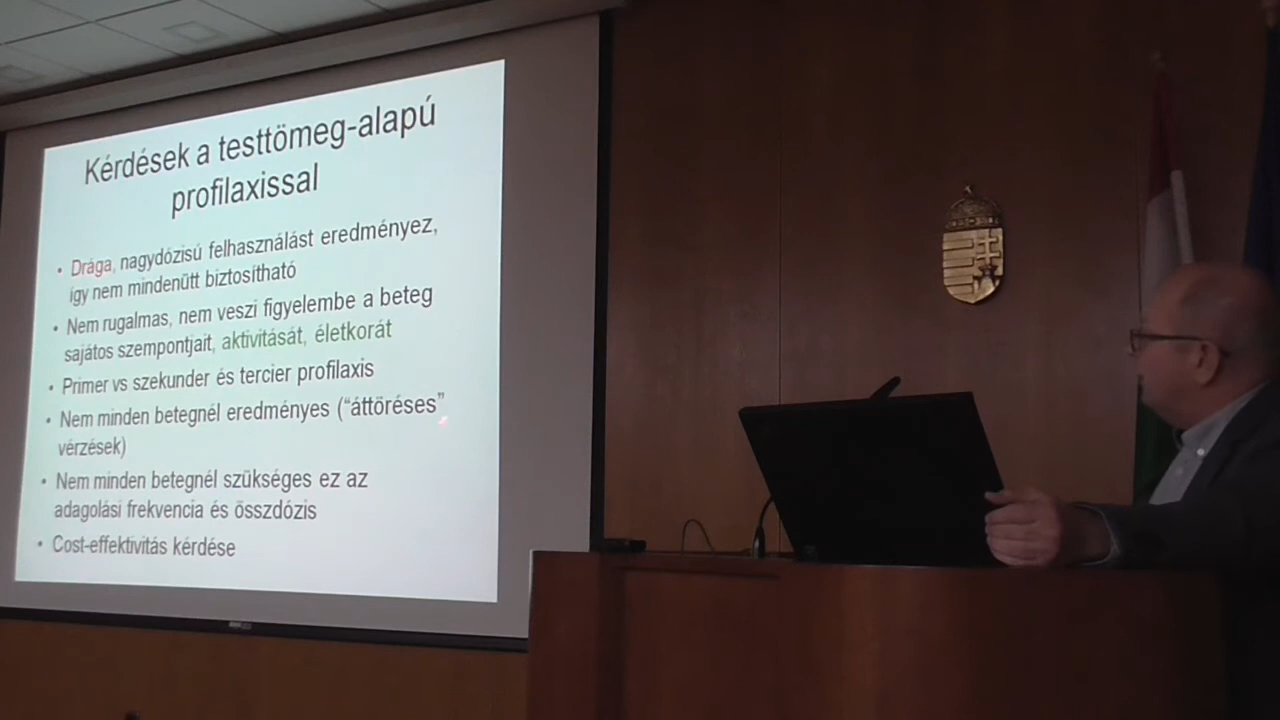 Kérdések a testtömeg-alapú
profilaxissal
• Drága, nagydózisú felhasználást eredményez,
így nem mindenütt biztosítható
• Nem rugalmas, nem veszi figyelembe a beteg
sajátos szempontjait, aktivitását, életkorát
• Primer vs szekunder és tercier profilaxis
• Nem minden betegnél eredményes (“áttöréses”
vérzések)
• Nem minden betegnél szükséges ez az
adagolási frekvencia és összdózis
• Cost-effektivitás kérdése